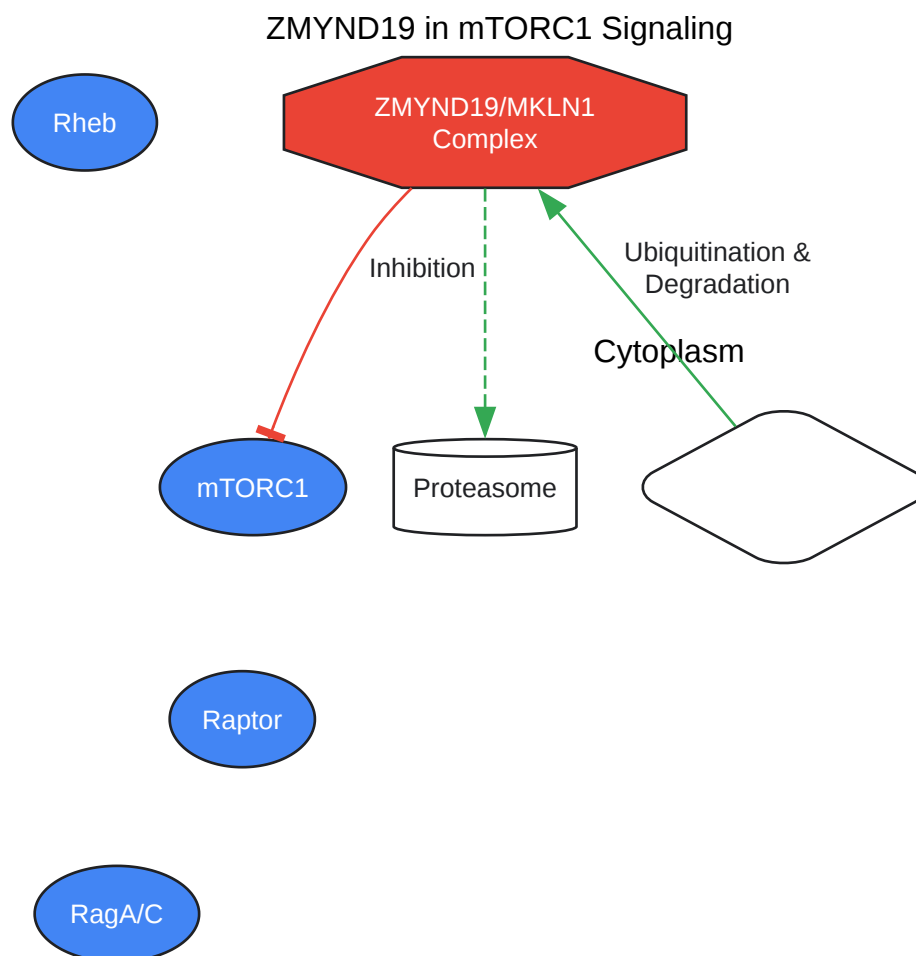 ZMYND19 in mTORC1 Signaling
Rheb
ZMYND19/MKLN1
Complex
Inhibition
Ubiquitination &
Degradation
Cytoplasm
mTORC1
Proteasome
Raptor
RagA/C